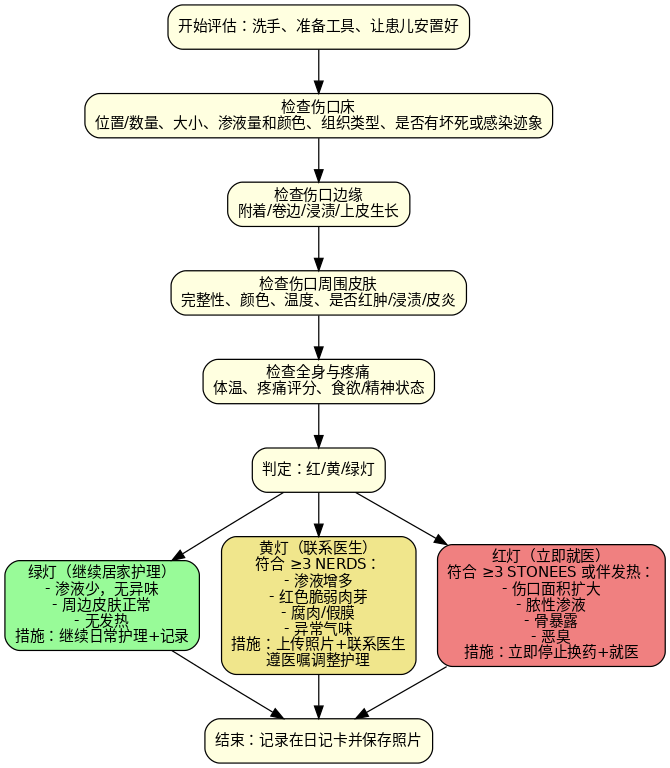 开始评估：洗手、准备工具、让患儿安置好
检查伤口床
位置/数量、大小、渗液量和颜色、组织类型、是否有坏死或感染迹象
检查伤口边缘
附着/卷边/浸渍/上皮生长
检查伤口周围皮肤
完整性、颜色、温度、是否红肿/浸渍/皮炎
检查全身与疼痛
体温、疼痛评分、食欲/精神状态
判定：红/黄/绿灯
绿灯（继续居家护理）
- 渗液少，无异味
- 周边皮肤正常
- 无发热
措施：继续日常护理+记录
黄灯（联系医生）
符合 ≥3 NERDS：
- 渗液增多
- 红色脆弱肉芽
- 腐肉/假膜
- 异常气味
措施：上传照片+联系医生
遵医嘱调整护理
红灯（立即就医）
符合 ≥3 STONEES 或伴发热：
- 伤口面积扩大
- 脓性渗液
- 骨暴露
- 恶臭
措施：立即停止换药+就医
结束：记录在日记卡并保存照片